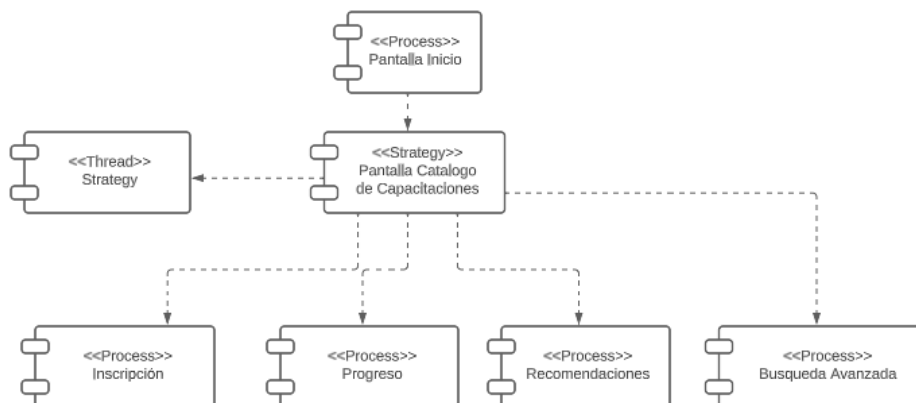 <<Process>>
Pantalla Inicio
<<Thread>>
Strategy
<<Strategy>>
Pantalla Catalogo
de Capacitaciones
<<Process>>
Inscripción
<<Process>>
Progreso
<<Process>>
Recomendaciones
<<Process>>
Busqueda Avanzada